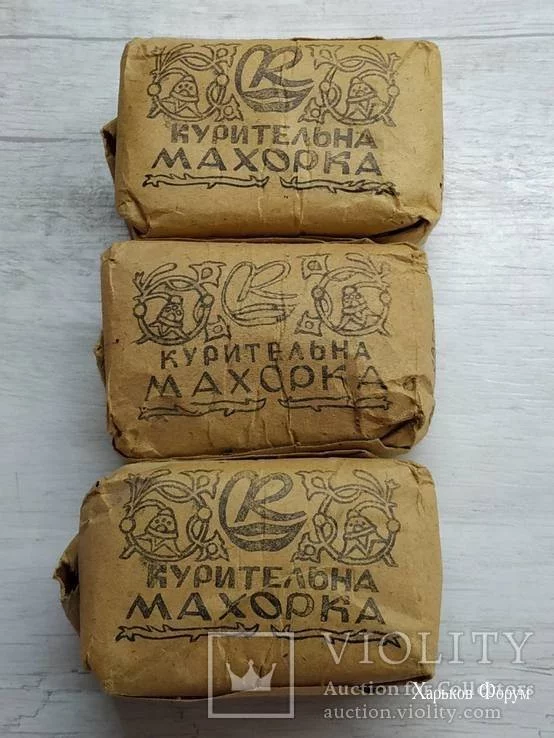 КУРИТЕЛЬНА
МАХОРКА
КУРИТЕЛЬНА
МАХОРКА
КУРИТЕЛЬНА
МАХОРКА
VIOLITY
Auction for Collectors
Харьков Форум
auction.violity.com